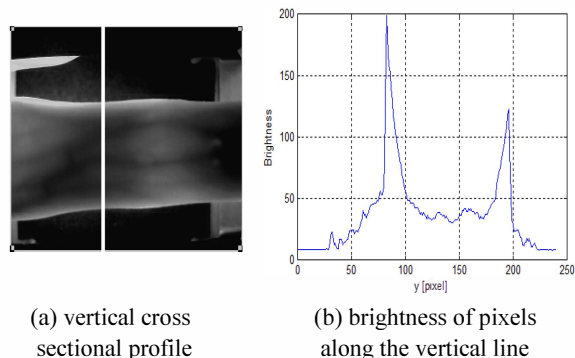 200
150
100
50
0
Brightness
0 50 100 150 200 250
y [pixel]
(a) vertical cross
sectional profile
(b) brightness of pixels
along the vertical line